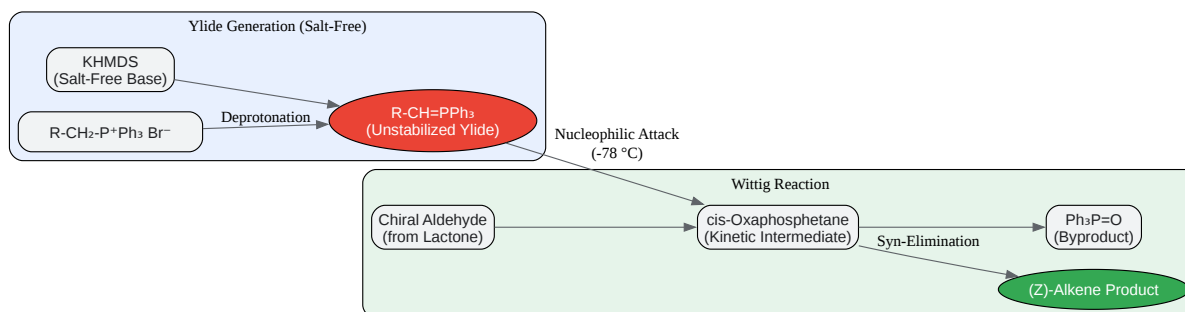 Ylide Generation (Salt-Free)
KHMDS
(Salt-Free Base)
R-CH₂-P⁺Ph₃ Br⁻
Deprotonation
R-CH=PPh₃
(Unstabilized Ylide)
Nucleophilic Attack
(-78 °C)
Wittig Reaction
Chiral Aldehyde
(from Lactone)
cis-Oxaphosphetane
(Kinetic Intermediate)
Syn-Elimination
Ph₃P=O
(Byproduct)
(Z)-Alkene Product